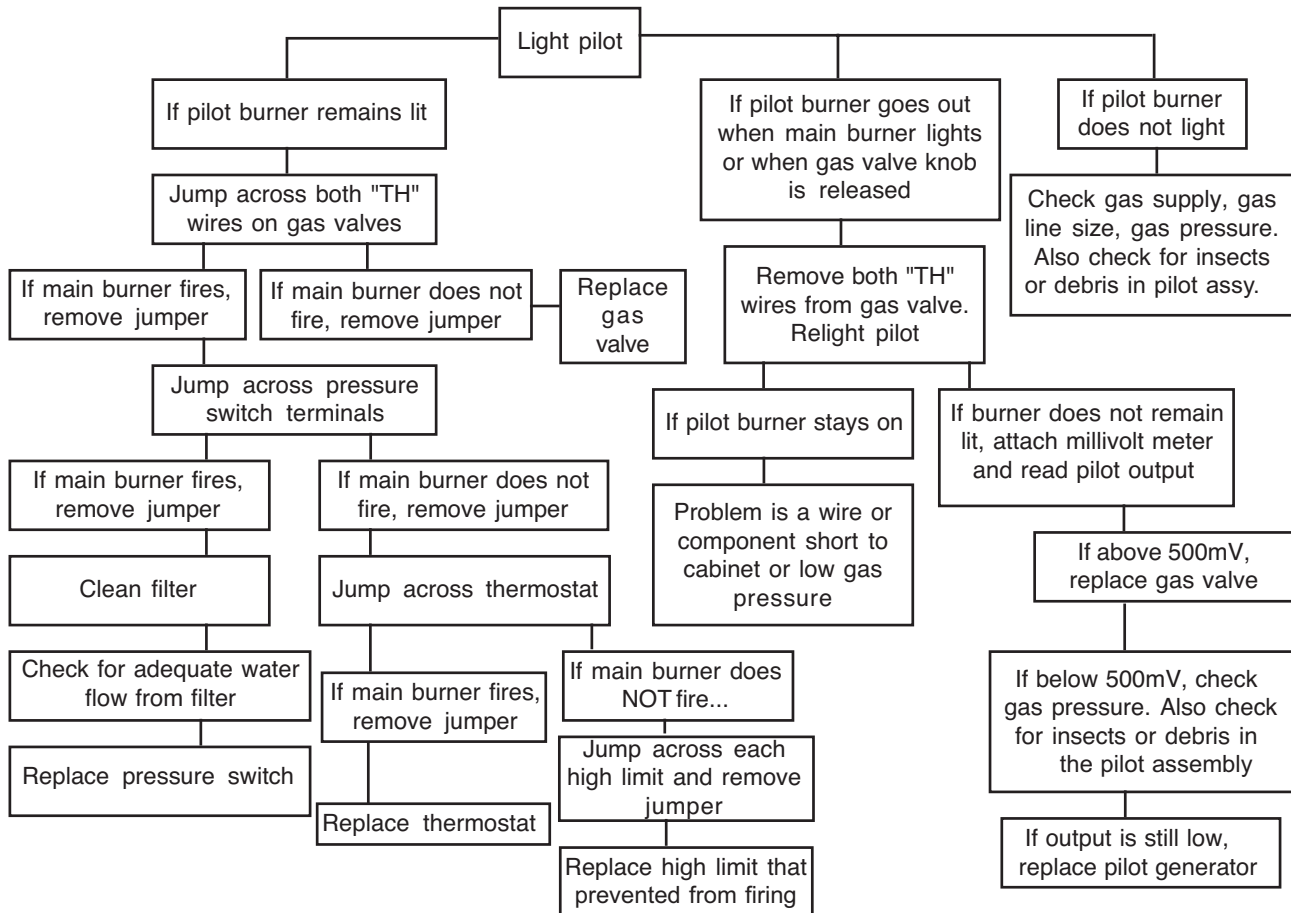 Light pilot
If pilot burner remains lit
If pilot burner goes out
when main burner lights
or when gas valve knob
is released
If pilot burner
does not light
Jump across both "TH"
wires on gas valves
Check gas supply, gas
line size, gas pressure.
Also check for insects
or debris in pilot assy.
If main burner fires,
remove jumper
If main burner does not
fire, remove jumper
Replace
gas
valve
Remove both "TH"
wires from gas valve.
Relight pilot
Jump across pressure
switch terminals
If pilot burner stays on
If burner does not remain
lit, attach millivolt meter
and read pilot output
If main burner fires,
remove jumper
If main burner does not
fire, remove jumper
Problem is a wire or
component short to
cabinet or low gas
pressure
If above 500mV,
replace gas valve
Clean filter
Jump across thermostat
Check for adequate water
flow from filter
If main burner fires,
remove jumper
If main burner does
NOT fire...
If below 500mV, check
gas pressure. Also check
for insects or debris in
the pilot assembly
Replace pressure switch
Jump across each
high limit and remove
jumper
Replace thermostat
If output is still low,
replace pilot generator
Replace high limit that
prevented from firing